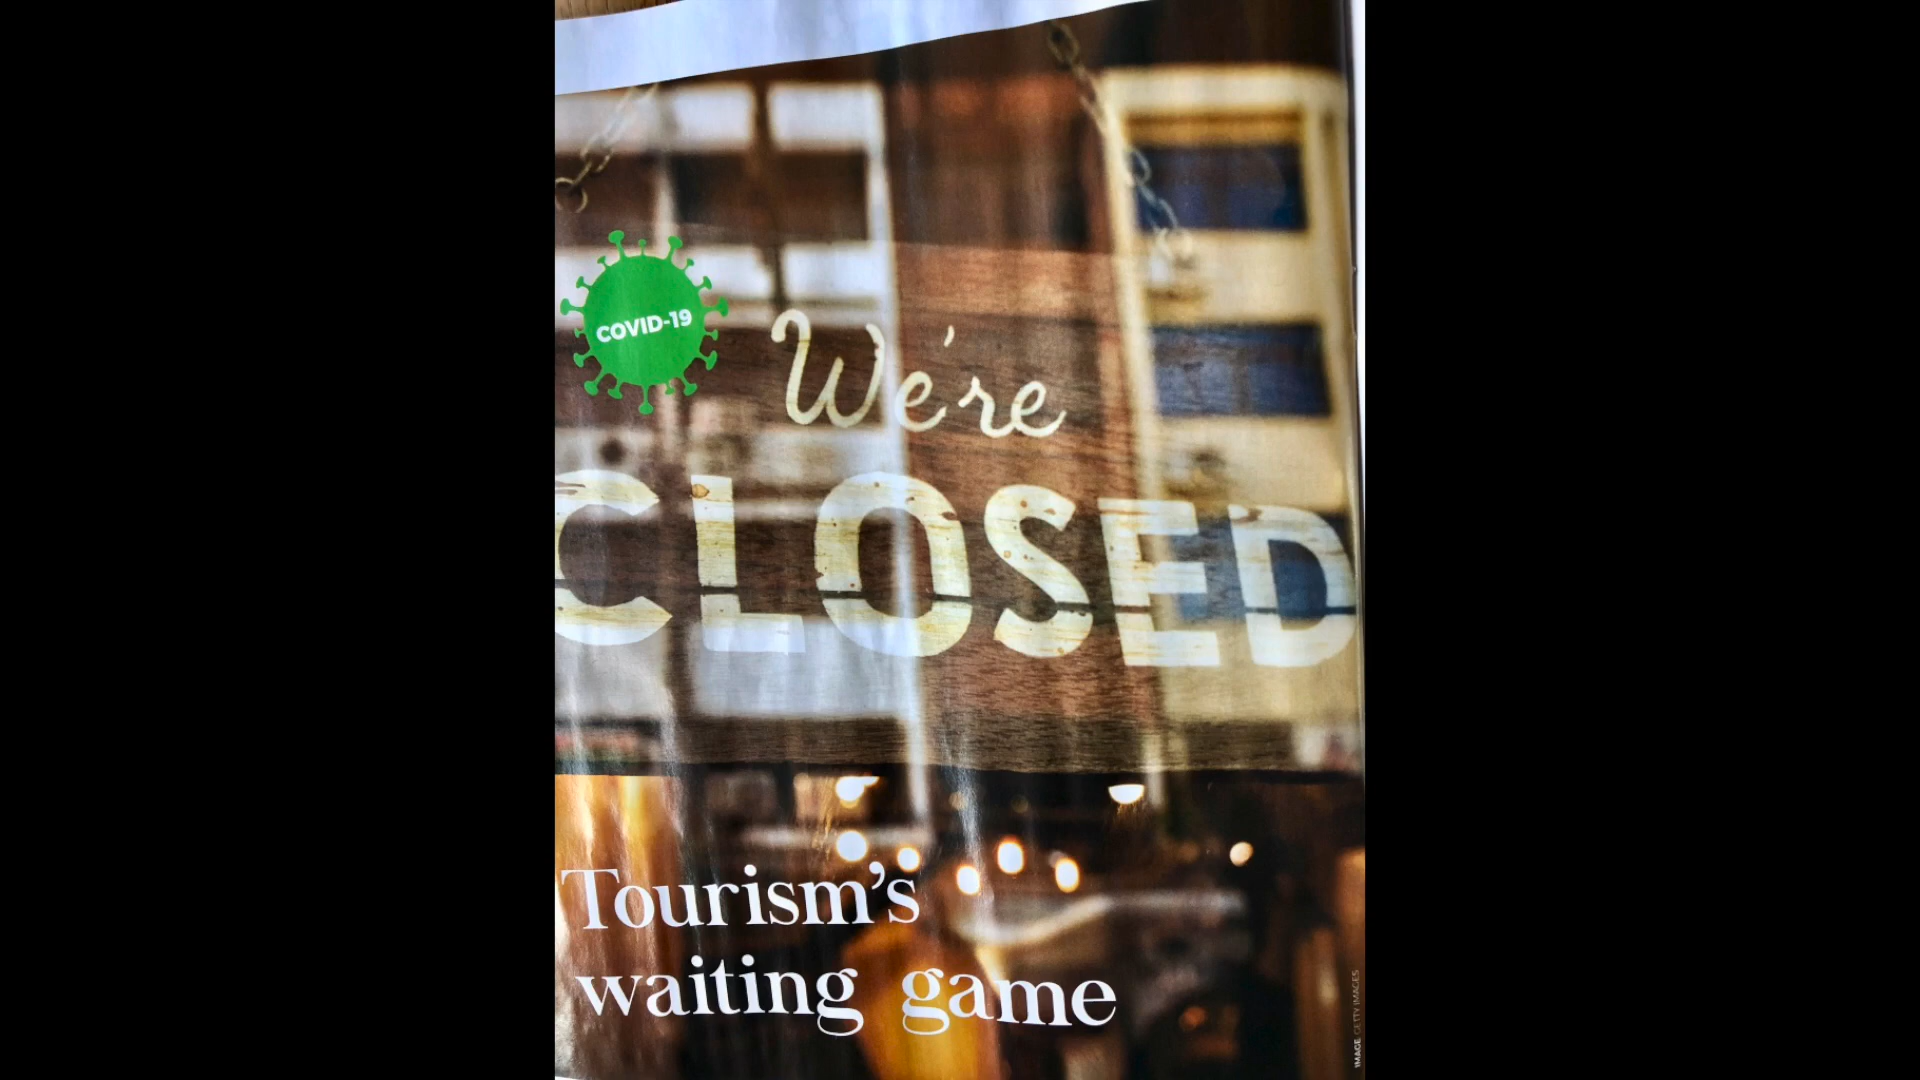 COVID-19
We're
CLOSED
Tourism's
waiting game
IMAGE GETTY IMAGES